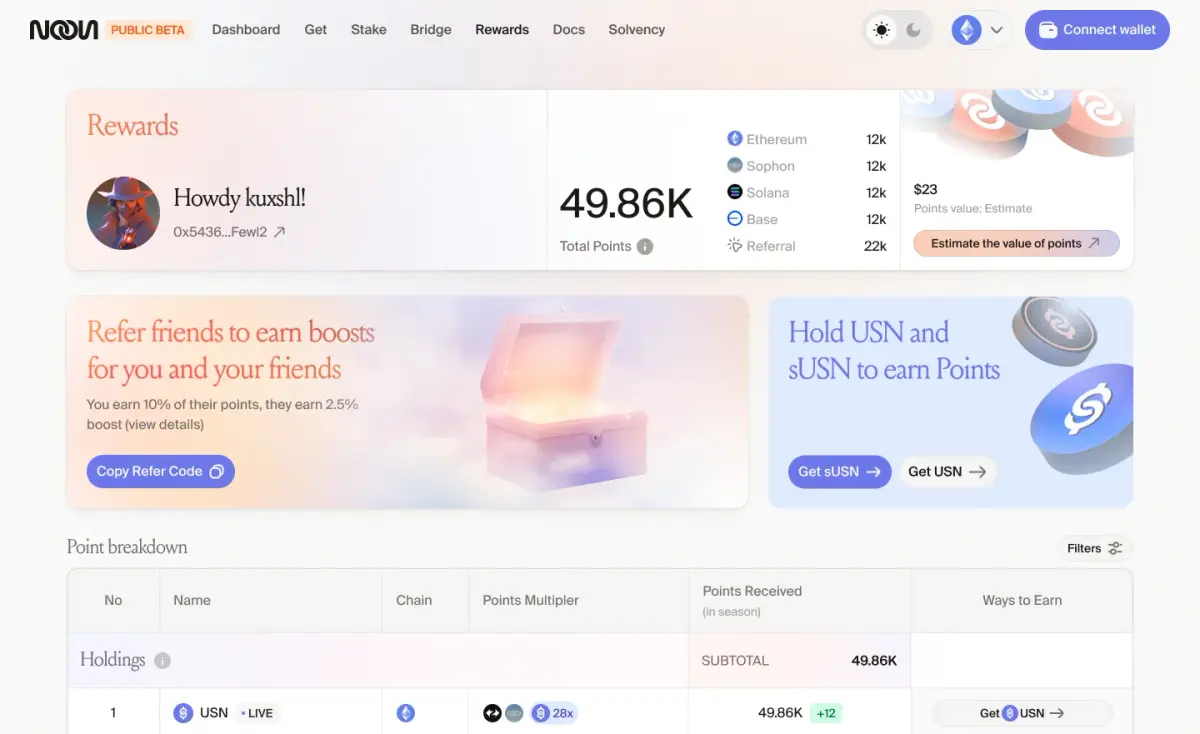 NOON PUBLIC BETA Dashboard Get Stake Bridge Rewards Docs Solvency Connect wallet
Rewards
Howdy kuxshl!
0x5436...Fewl2
49.86K
Total Points
Ethereum 12k
Sophon 12k
Solana 12k
Base 12k
Referral 22k
$23
Points value: Estimate
Estimate the value of points
Refer friends to earn boosts
for you and your friends
You earn 10% of their points, they earn 2.5%
boost (view details)
Copy Refer Code
Hold USN and
sUSN to earn Points
Get sUSN
Get USN
Point breakdown
Filters
No Name Chain Points Multipler Points Received Ways to Earn
(in season)
Holdings SUBTOTAL 49.86K
1 USN • LIVE 28x 49.86K +12 Get USN